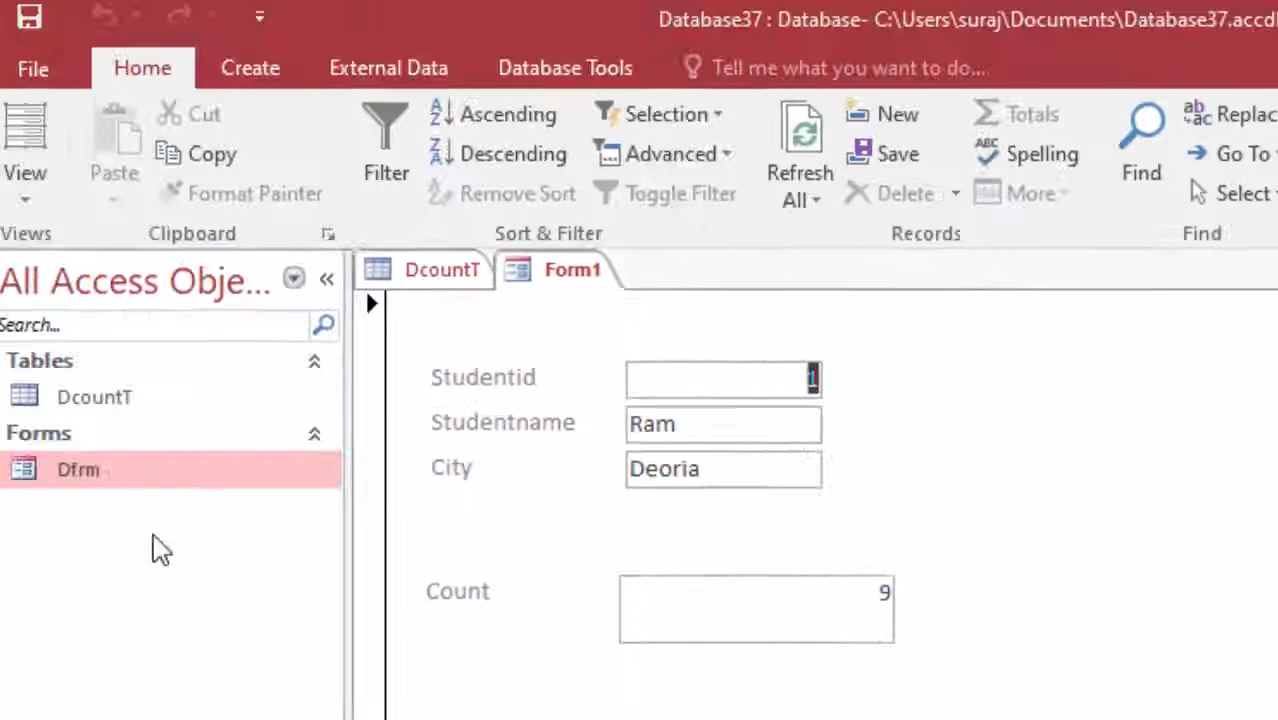 Database37 : Database- C:\Users\suraj\Documents\Database37.accd
File Home Create External Data Database Tools Tell me what you want to do...
View
Paste
Cut
Copy
Format Painter
Filter
Ascending
Descending
Remove Sort
Selection
Advanced
Toggle Filter
Refresh
All
New
Save
Delete
Totals
Spelling
More
Find
Replac
Go To
Select
Views Clipboard Sort & Filter Records Find
All Access Obje...
Search...
Tables
DcountT
Forms
Dfrm
DcountT Form1
Studentid 1
Studentname Ram
City Deoria
Count 9